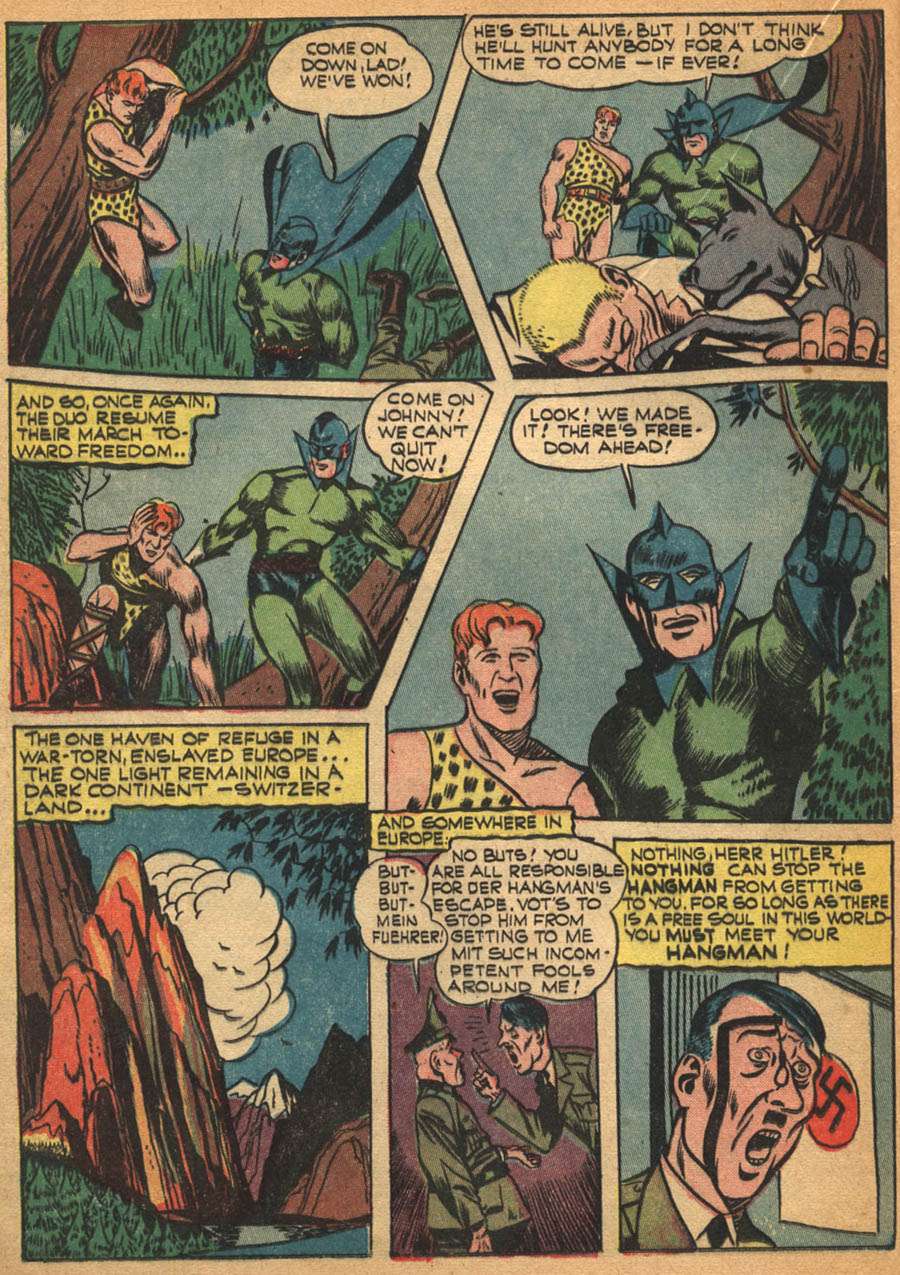 COME ON
DOWN, LAD!
WE'VE WON!
HE'S STILL ALIVE, BUT I DON'T THINK
HE'LL HUNT ANYBODY FOR A LONG
TIME TO COME — IF EVER!
AND SO, ONCE AGAIN,
THE DUO RESUME
THEIR MARCH TO-
WARD FREEDOM..
COME ON
JOHNNY!
WE CAN'T
QUIT
NOW!
LOOK! WE MADE
IT! THERE'S FREE-
DOM AHEAD!
THE ONE HAVEN OF REFUGE IN A
WAR-TORN, ENSLAVED EUROPE...
THE ONE LIGHT REMAINING IN A
DARK CONTINENT — SWITZER-
LAND...
AND SOMEWHERE IN
EUROPE:
BUT-
BUT-
BUT-
MEIN
FUEHRER!
NO BUTS! YOU
ARE ALL RESPONSIBLE
FOR DER HANGMAN'S
ESCAPE. VOT'S TO
STOP HIM FROM
GETTING TO ME
MIT SUCH INCOM-
PETENT FOOLS
AROUND ME!
NOTHING, HERR HITLER!
NOTHING CAN STOP THE
HANGMAN FROM GETTING
TO YOU. FOR SO LONG AS THERE
IS A FREE SOUL IN THIS WORLD-
YOU MUST MEET YOUR
HANGMAN!